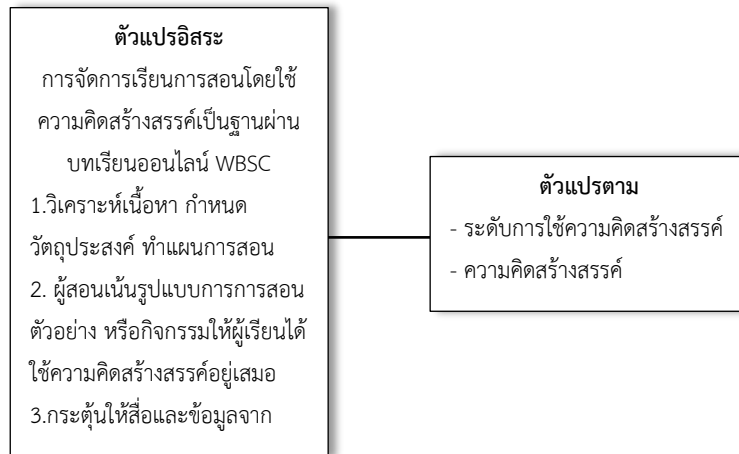 ตัวแปรอิสระ
การจัดการเรียนการสอนโดยใช้
ความคิดสร้างสรรค์เป็นฐานผ่าน
บทเรียนออนไลน์ WBSC
1.วิเคราะห์เนื้อหา กำหนด
วัตถุประสงค์ ทำแผนการสอน
2. ผู้สอนเน้นรูปแบบการการสอน
ตัวอย่าง หรือกิจกรรมให้ผู้เรียนได้
ใช้ความคิดสร้างสรรค์อยู่เสมอ
3.กระตุ้นให้สื่อและข้อมูลจาก
ตัวแปรตาม
- ระดับการใช้ความคิดสร้างสรรค์
- ความคิดสร้างสรรค์